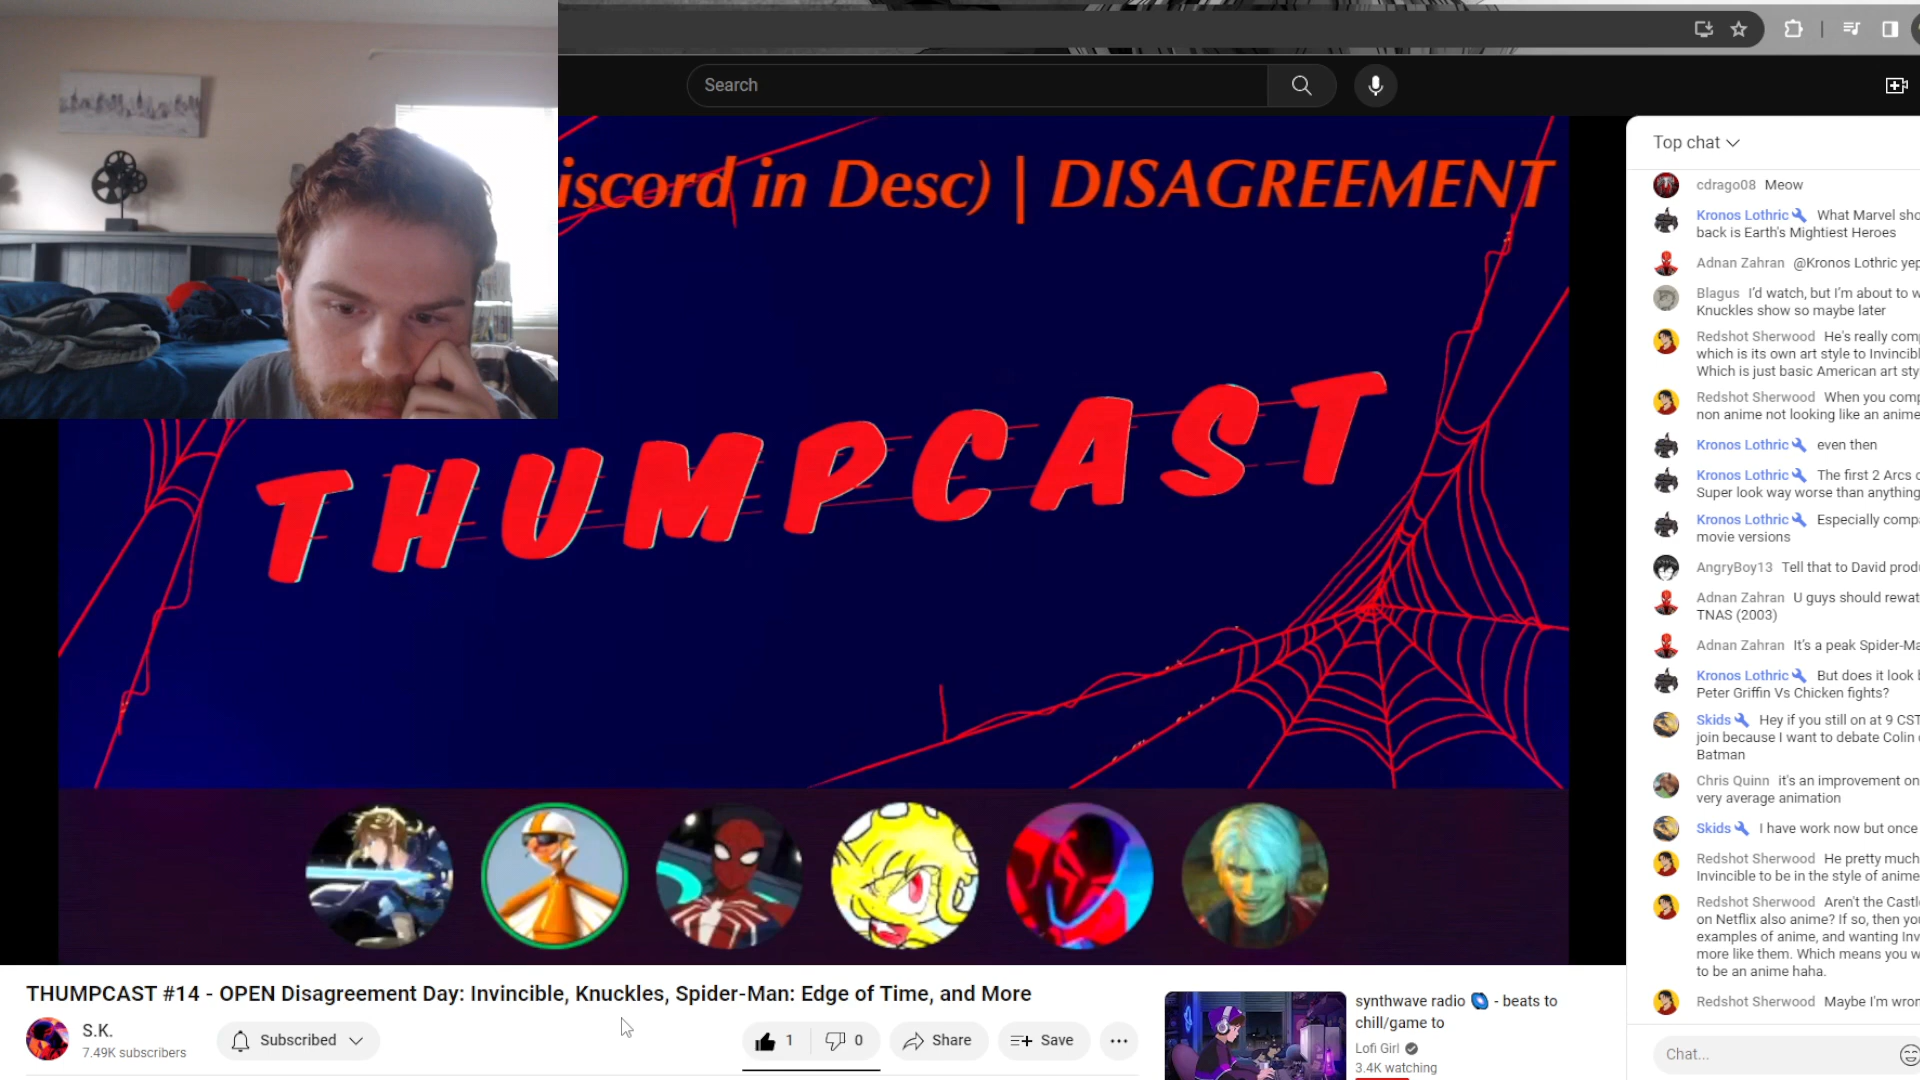 Search
iscord in Desc) | DISAGREEMENT
THUMPCAST
THUMPCAST #14 - OPEN Disagreement Day: Invincible, Knuckles, Spider-Man: Edge of Time, and More
S.K.
7.49K subscribers
Subscribed
1
0
Share
Save
synthwave radio 🌌 - beats to
chill/game to
Lofi Girl
3.4K watching
Top chat
cdrago08 Meow
Kronos Lothric What Marvel sho
back is Earth's Mightiest Heroes
Adnan Zahran @Kronos Lothric yep
Blagus I'd watch, but I'm about to w
Knuckles show so maybe later
Redshot Sherwood He's really comp
which is its own art style to Invincibl
Which is just basic American art sty
Redshot Sherwood When you comp
non anime not looking like an anime
Kronos Lothric even then
Kronos Lothric The first 2 Arcs o
Super look way worse than anything
Kronos Lothric Especially compa
movie versions
AngryBoy13 Tell that to David produ
Adnan Zahran U guys should rewat
TNAS (2003)
Adnan Zahran It's a peak Spider-Ma
Kronos Lothric But does it look b
Peter Griffin Vs Chicken fights?
Skids Hey if you still on at 9 CST
join because I want to debate Colin o
Batman
Chris Quinn it's an improvement on
very average animation
Skids I have work now but once
Redshot Sherwood He pretty much
Invincible to be in the style of anime
Redshot Sherwood Aren't the Castle
on Netflix also anime? If so, then you
examples of anime, and wanting Inv
more like them. Which means you w
to be an anime haha.
Redshot Sherwood Maybe I'm wron
Chat...